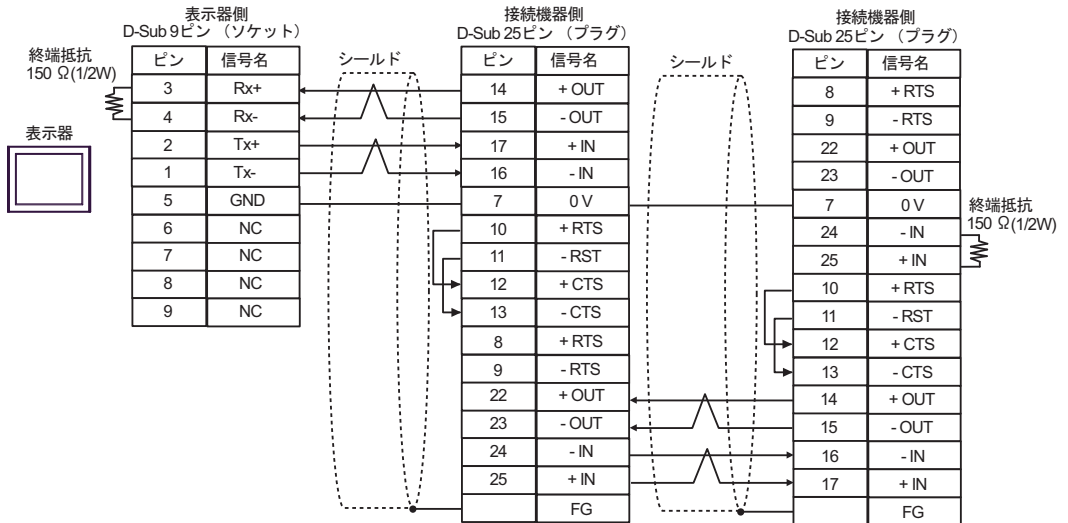 表示器側
D-Sub 9ピン (ソケット)
終端抵抗
150 Ω(1/2W)
表示器
ピン 信号名
3 Rx+
4 Rx-
2 Tx+
1 Tx-
5 GND
6 NC
7 NC
8 NC
9 NC
シールド
接続機器側
D-Sub 25ピン (プラグ)
ピン 信号名
14 + OUT
15 - OUT
17 + IN
16 - IN
7 0 V
10 + RTS
11 - RST
12 + CTS
13 - CTS
8 + RTS
9 - RTS
22 + OUT
23 - OUT
24 - IN
25 + IN
FG
シールド
接続機器側
D-Sub 25ピン (プラグ)
ピン 信号名
8 + RTS
9 - RTS
22 + OUT
23 - OUT
7 0 V
24 - IN
25 + IN
10 + RTS
11 - RST
12 + CTS
13 - CTS
14 + OUT
15 - OUT
16 - IN
17 + IN
FG
終端抵抗
150 Ω(1/2W)